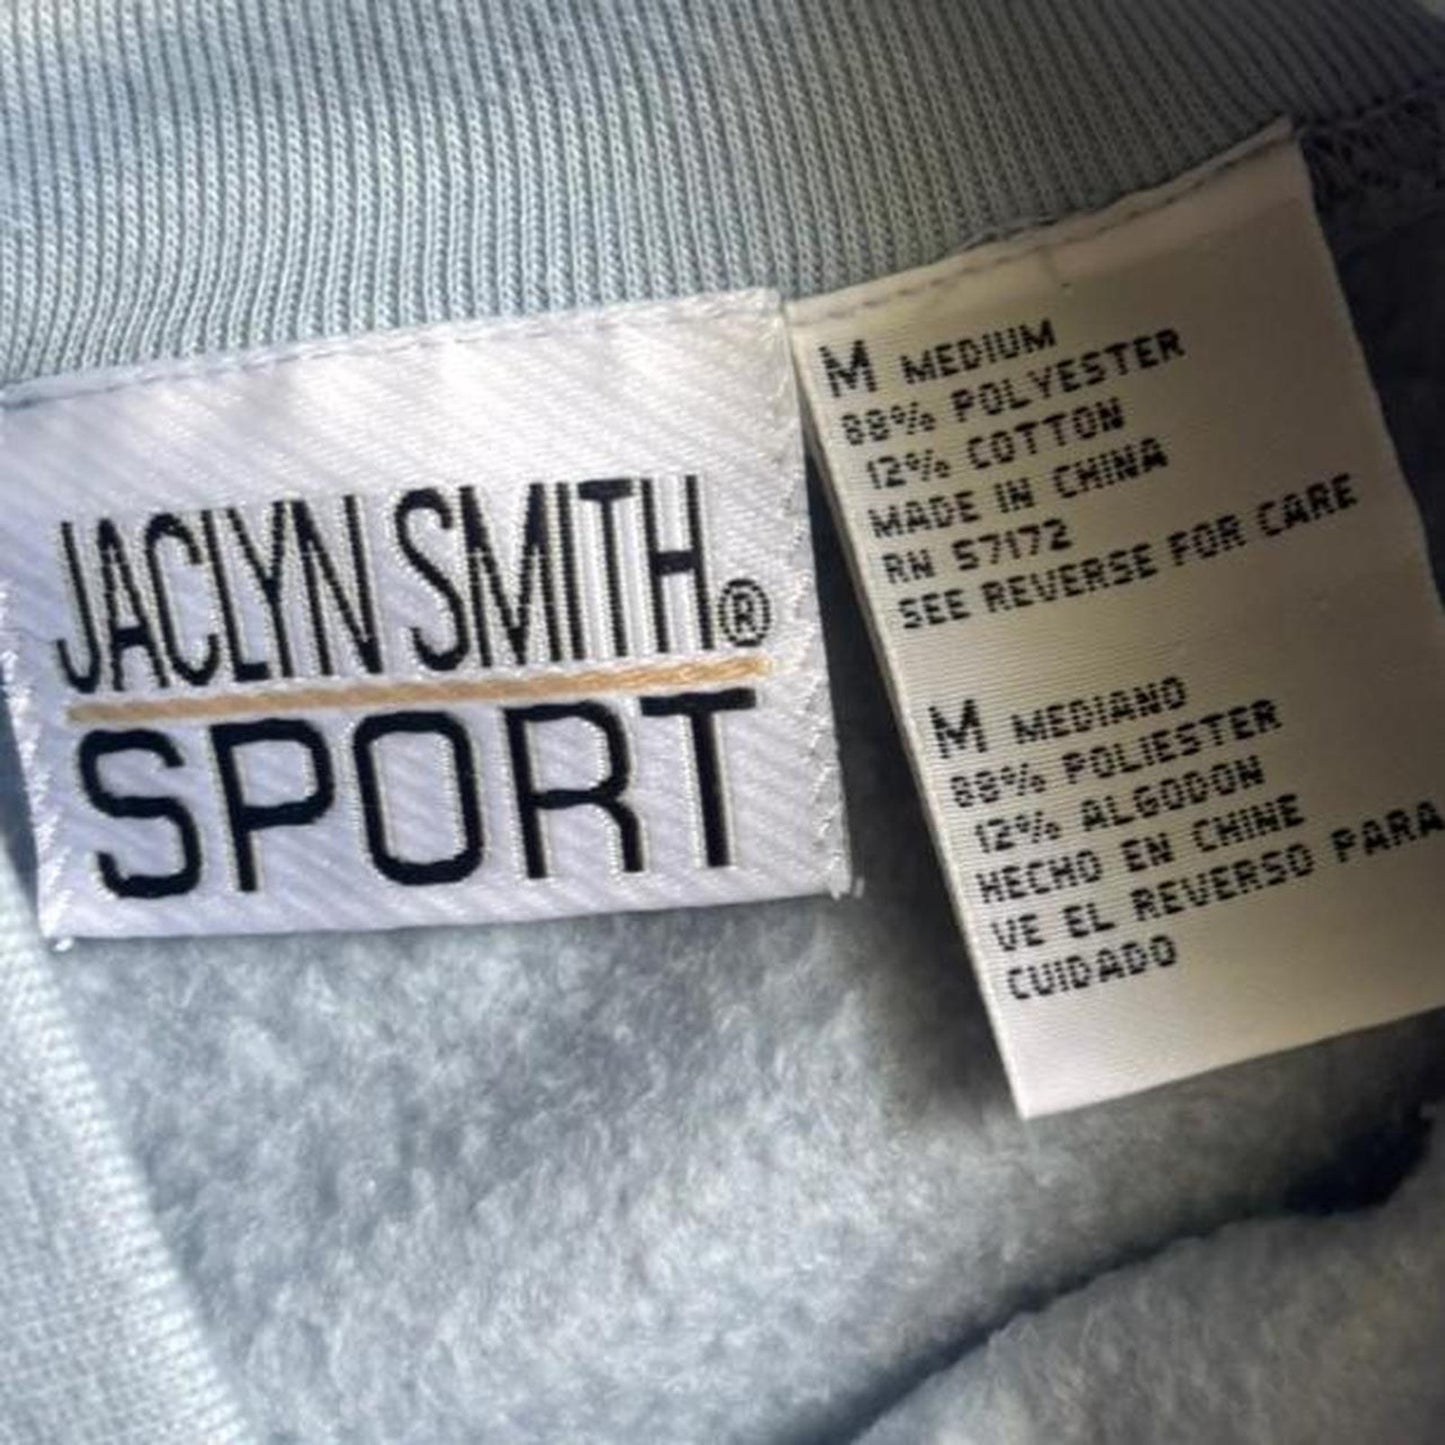 JACLYN SMITH®
SPORT
M MEDIUM
88% POLYESTER
12% COTTON
MADE IN CHINA
RN 57172
SEE REVERSE FOR CARE
M MEDIANO
88% POLIESTER
12% ALGODON
HECHO EN CHINE
VE EL REVERSO PARA
CUIDADO